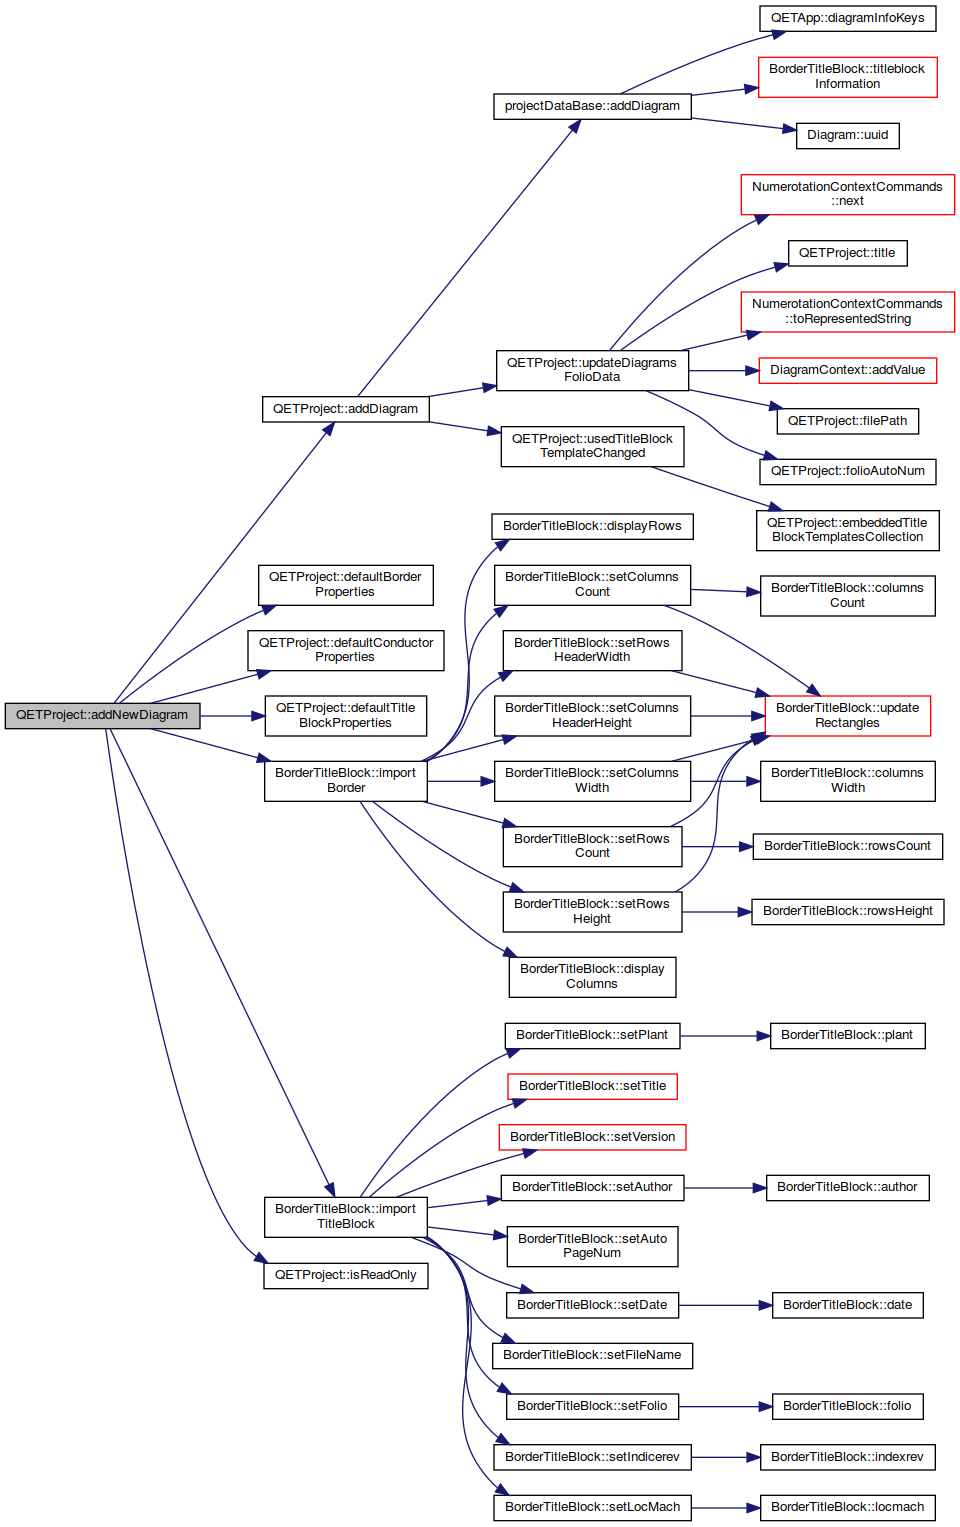 QETApp::diagramInfoKeys
BorderTitleBlock::titleblock
Information
projectDataBase::addDiagram
Diagram::uuid
NumerotationContextCommands
::next
QETProject::title
NumerotationContextCommands
::toRepresentedString
QETProject::updateDiagrams
FolioData
DiagramContext::addValue
QETProject::addDiagram
QETProject::filePath
QETProject::usedTitleBlock
TemplateChanged
QETProject::folioAutoNum
QETProject::embeddedTitle
BlockTemplatesCollection
BorderTitleBlock::displayRows
QETProject::defaultBorder
Properties
BorderTitleBlock::setColumns
Count
BorderTitleBlock::columns
Count
QETProject::defaultConductor
Properties
BorderTitleBlock::setRows
HeaderWidth
QETProject::addNewDiagram
QETProject::defaultTitle
BlockProperties
BorderTitleBlock::setColumns
HeaderHeight
BorderTitleBlock::update
Rectangles
BorderTitleBlock::import
Border
BorderTitleBlock::setColumns
Width
BorderTitleBlock::columns
Width
BorderTitleBlock::setRows
Count
BorderTitleBlock::rowsCount
BorderTitleBlock::setRows
Height
BorderTitleBlock::rowsHeight
BorderTitleBlock::display
Columns
BorderTitleBlock::setPlant
BorderTitleBlock::plant
BorderTitleBlock::setTitle
BorderTitleBlock::setVersion
BorderTitleBlock::setAuthor
BorderTitleBlock::author
BorderTitleBlock::import
TitleBlock
BorderTitleBlock::setAuto
PageNum
QETProject::isReadOnly
BorderTitleBlock::setDate
BorderTitleBlock::date
BorderTitleBlock::setFileName
BorderTitleBlock::setFolio
BorderTitleBlock::folio
BorderTitleBlock::setIndicerev
BorderTitleBlock::indexrev
BorderTitleBlock::setLocMach
BorderTitleBlock::locmach